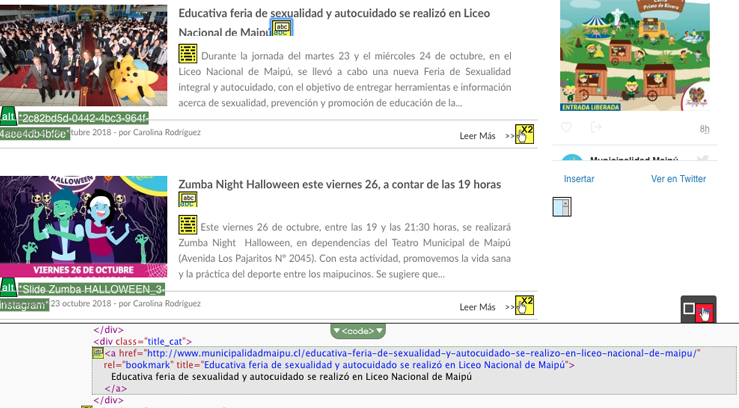 Educativa feria de sexualidad y autocuidado se realizó en Liceo
Nacional de Maipú
abc
Durante la jornada del martes 23 y el miércoles 24 de octubre, en el
Liceo Nacional de Maipú, se llevó a cabo una nueva Feria de Sexualidad
integral y autocuidado, con el objetivo de entregar herramientas e información
acerca de sexualidad, prevención y promoción de educación de la...
alt "2c82bd5d-0442-4bc3-964f-
4aee4db4bf6e"
octubre 2018 - por Carolina Rodríguez
Leer Más >> X2
HALLOWEEN
VIERNES 26 DE OCTUBRE
Zumba Night Halloween este viernes 26, a contar de las 19 horas
abc
Este viernes 26 de octubre, entre las 19 y las 21:30 horas, se realizará
Zumba Night Halloween, en dependencias del Teatro Municipal de Maipú
(Avenida Los Pajaritos Nº 2045). Con esta actividad, promovemos la vida sana
y la práctica del deporte entre los maipucinos. Se sugiere que...
alt "Slide Zumba HALLOWEEN_3-
instagram"
23 octubre 2018 - por Carolina Rodríguez
Leer Más >> X2
Primo de Rivera
ENTRADA LIBERADA
8h
Municipalidad Maipú
Insertar Ver en Twitter
<code>
</div>
<div class="title_cat">
<a href="http://www.municipalidadmaipu.cl/educativa-feria-de-sexualidad-y-autocuidado-se-realizo-en-liceo-nacional-de-maipu/"
rel="bookmark" title="Educativa feria de sexualidad y autocuidado se realizó en Liceo Nacional de Maipú">
Educativa feria de sexualidad y autocuidado se realizó en Liceo Nacional de Maipú
</a>
</div>